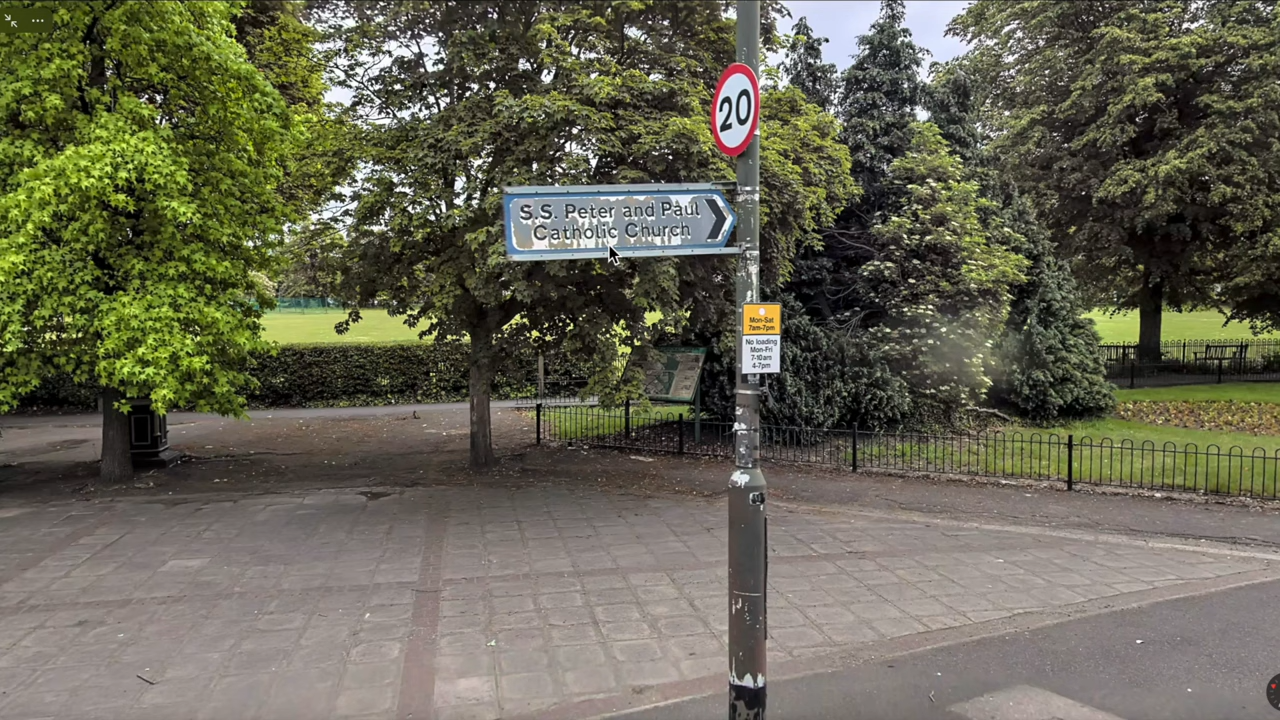 20
S.S. Peter and Paul
Catholic Church
Mon-Sat
7am-7pm
No loading
Mon-Fri
7-10am
4-7pm